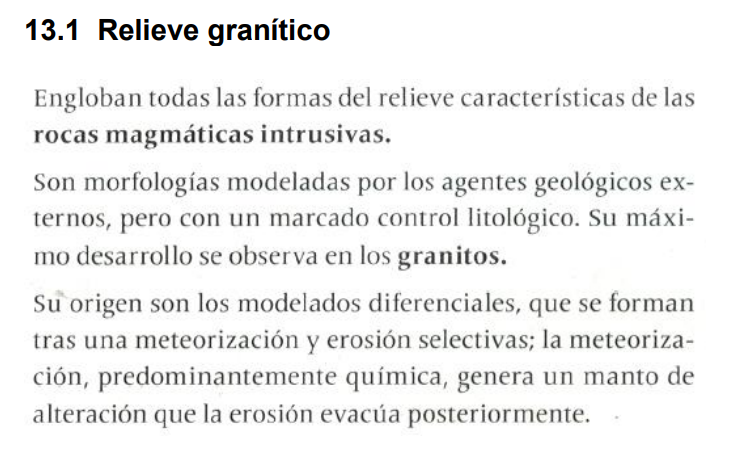 13.1 Relieve granítico
Engloban todas las formas del relieve características de las
rocas magmáticas intrusivas.
Son morfologías modeladas por los agentes geológicos ex-
ternos, pero con un marcado control litológico. Su máxi-
mo desarrollo se observa en los granitos.
Su origen son los modelados diferenciales, que se forman
tras una meteorización y erosión selectivas; la meteoriza-
ción, predominantemente química, genera un manto de
alteración que la erosión evacúa posteriormente.